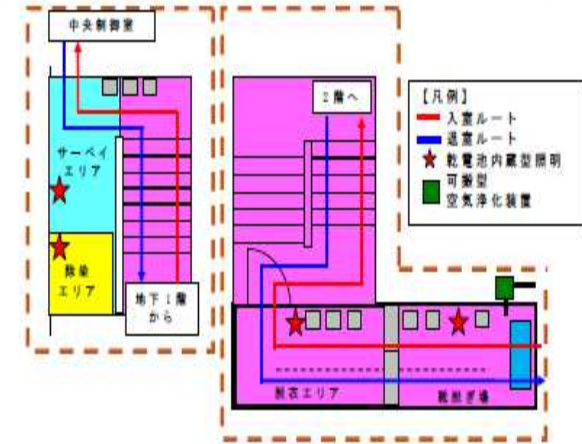 中央制御室
サーベイ
エリア
除染
エリア
地下1階
から
2階へ
脱衣エリア
靴脱ぎ場
【凡例】
入室ルート
退室ルート
乾電池内蔵型照明
可搬型
空気浄化装置